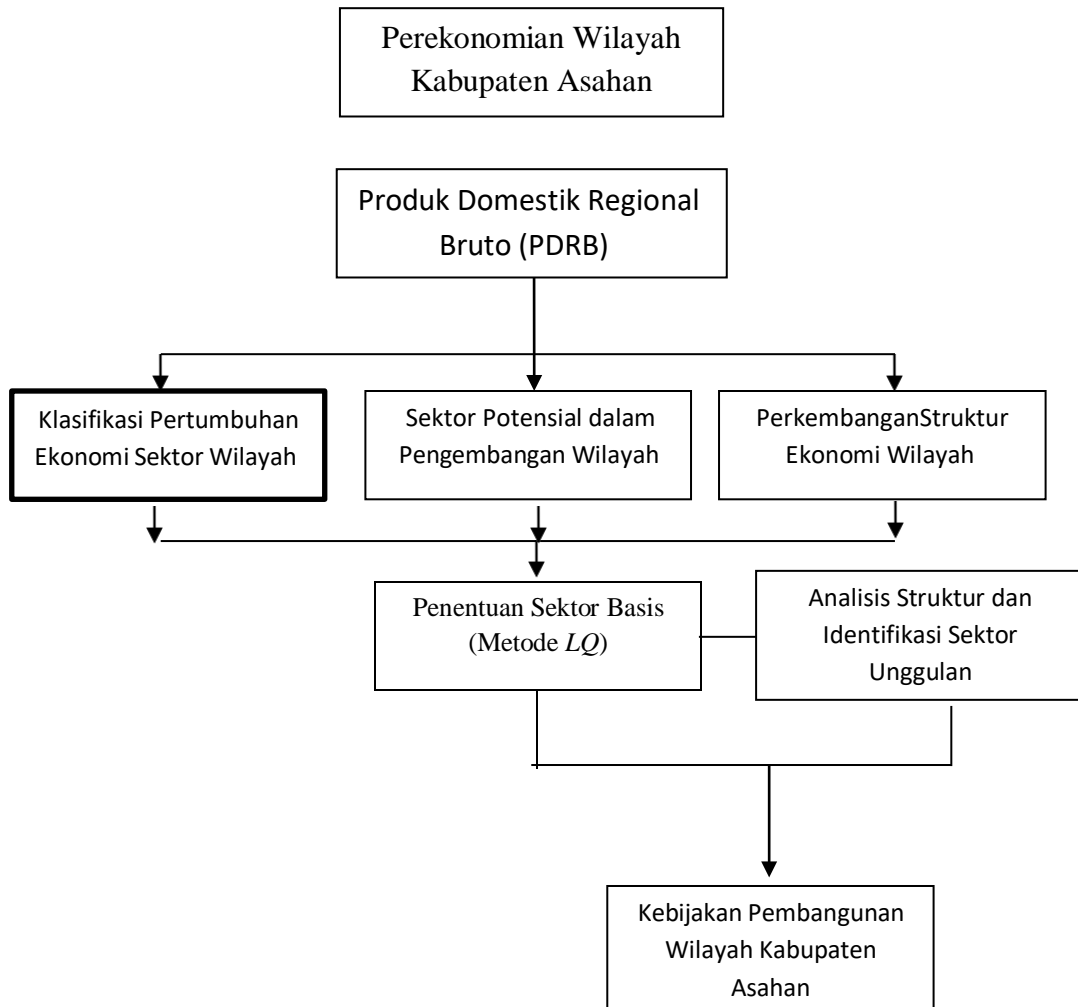 Perekonomian Wilayah
Kabupaten Asahan
Produk Domestik Regional
Bruto (PDRB)
Klasifikasi Pertumbuhan
Ekonomi Sektor Wilayah
Sektor Potensial dalam
Pengembangan Wilayah
PerkembanganStruktur
Ekonomi Wilayah
Penentuan Sektor Basis
(Metode LQ)
Analisis Struktur dan
Identifikasi Sektor
Unggulan
Kebijakan Pembangunan
Wilayah Kabupaten
Asahan